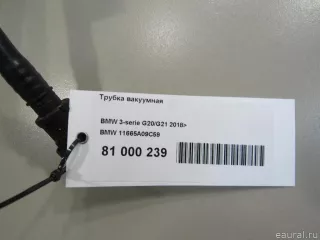 Трубка вакуумная
BMW 3-serie G20/G21 2018>
BMW 11665A09C59
81 000 239
eaural.ru